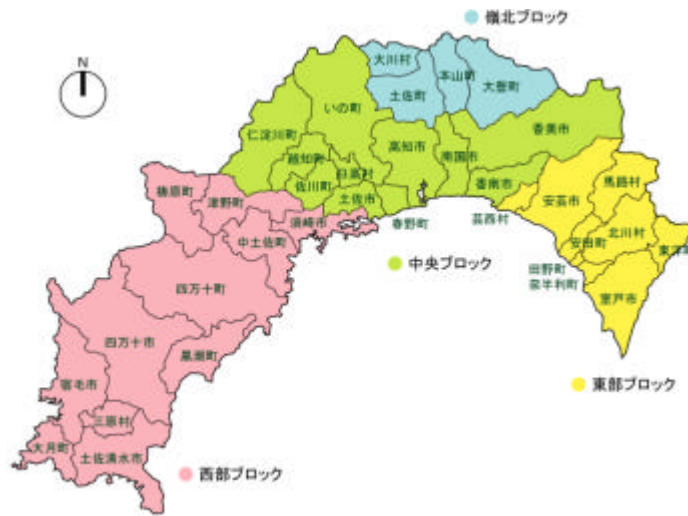 嶺北ブロック
N
大川村
本山町
大豊町
土佐町
いの町
仁淀川町
高知市
南国市
香美市
越知町
日高村
佐川町
土佐市
香南市
馬路村
安芸市
梼原町
津野町
須崎市
春野町
芸西村
北川村
中土佐町
安田町
中央ブロック
田野町
奈半利町
四万十町
室戸市
四万十市
黒潮町
東部ブロック
宿毛市
三原村
大月町
土佐清水市
西部ブロック